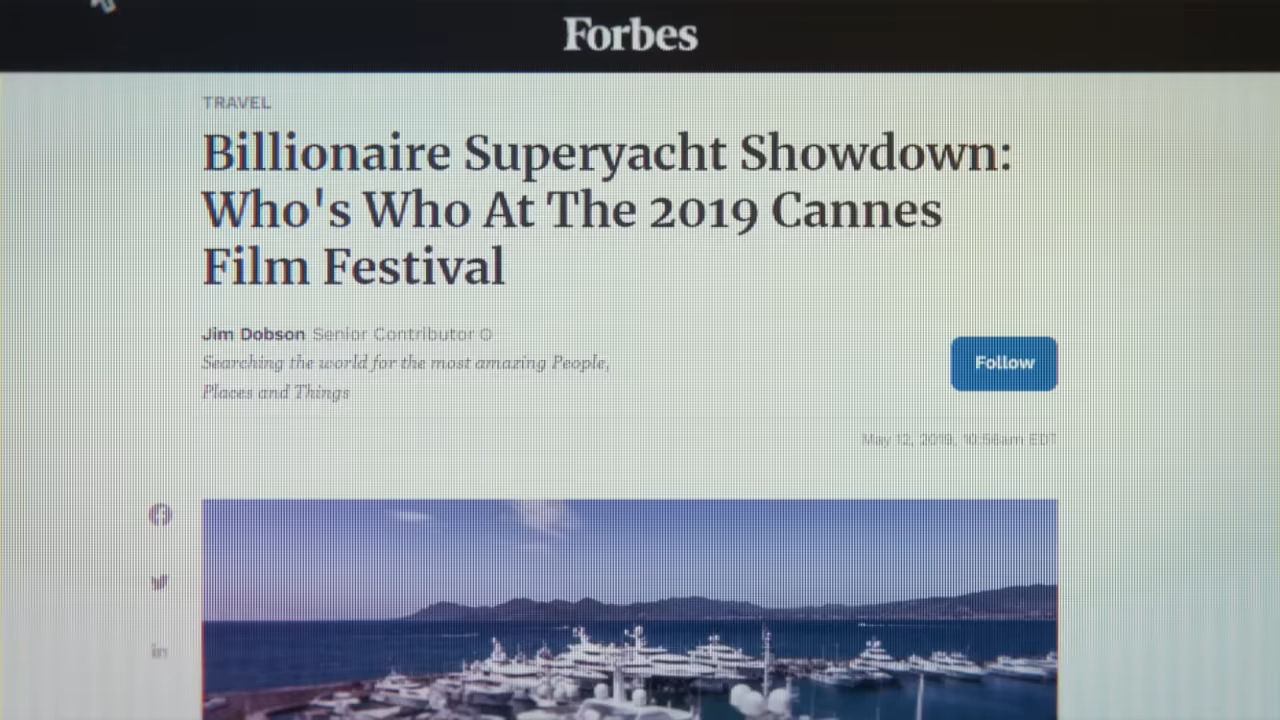 Forbes
TRAVEL
Billionaire Superyacht Showdown:
Who's Who At The 2019 Cannes
Film Festival
Jim Dobson Senior Contributor
Searching the world for the most amazing People,
Places and Things
Follow
May 12, 2019, 10:56am EDT
in